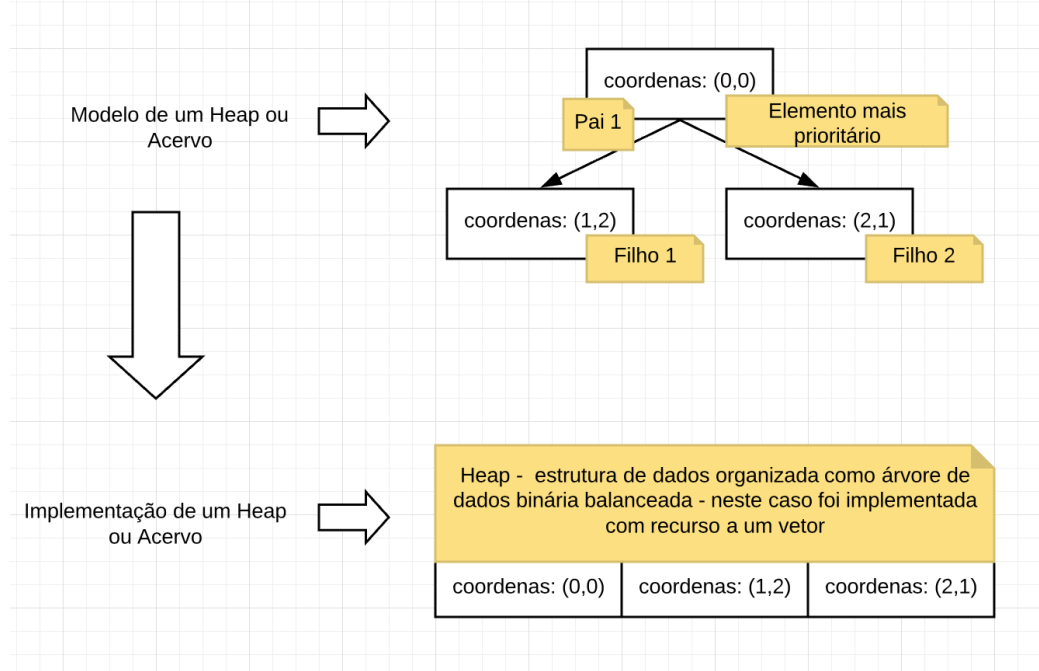 Modelo de um Heap ou
Acervo
coordenas: (0,0)
Pai 1
Elemento mais
prioritário
coordenas: (1,2)
Filho 1
coordenas: (2,1)
Filho 2
Implementação de um Heap
ou Acervo
Heap -  estrutura de dados organizada como árvore de
dados binária balanceada - neste caso foi implementada
com recurso a um vetor
coordenas: (0,0)
coordenas: (1,2)
coordenas: (2,1)